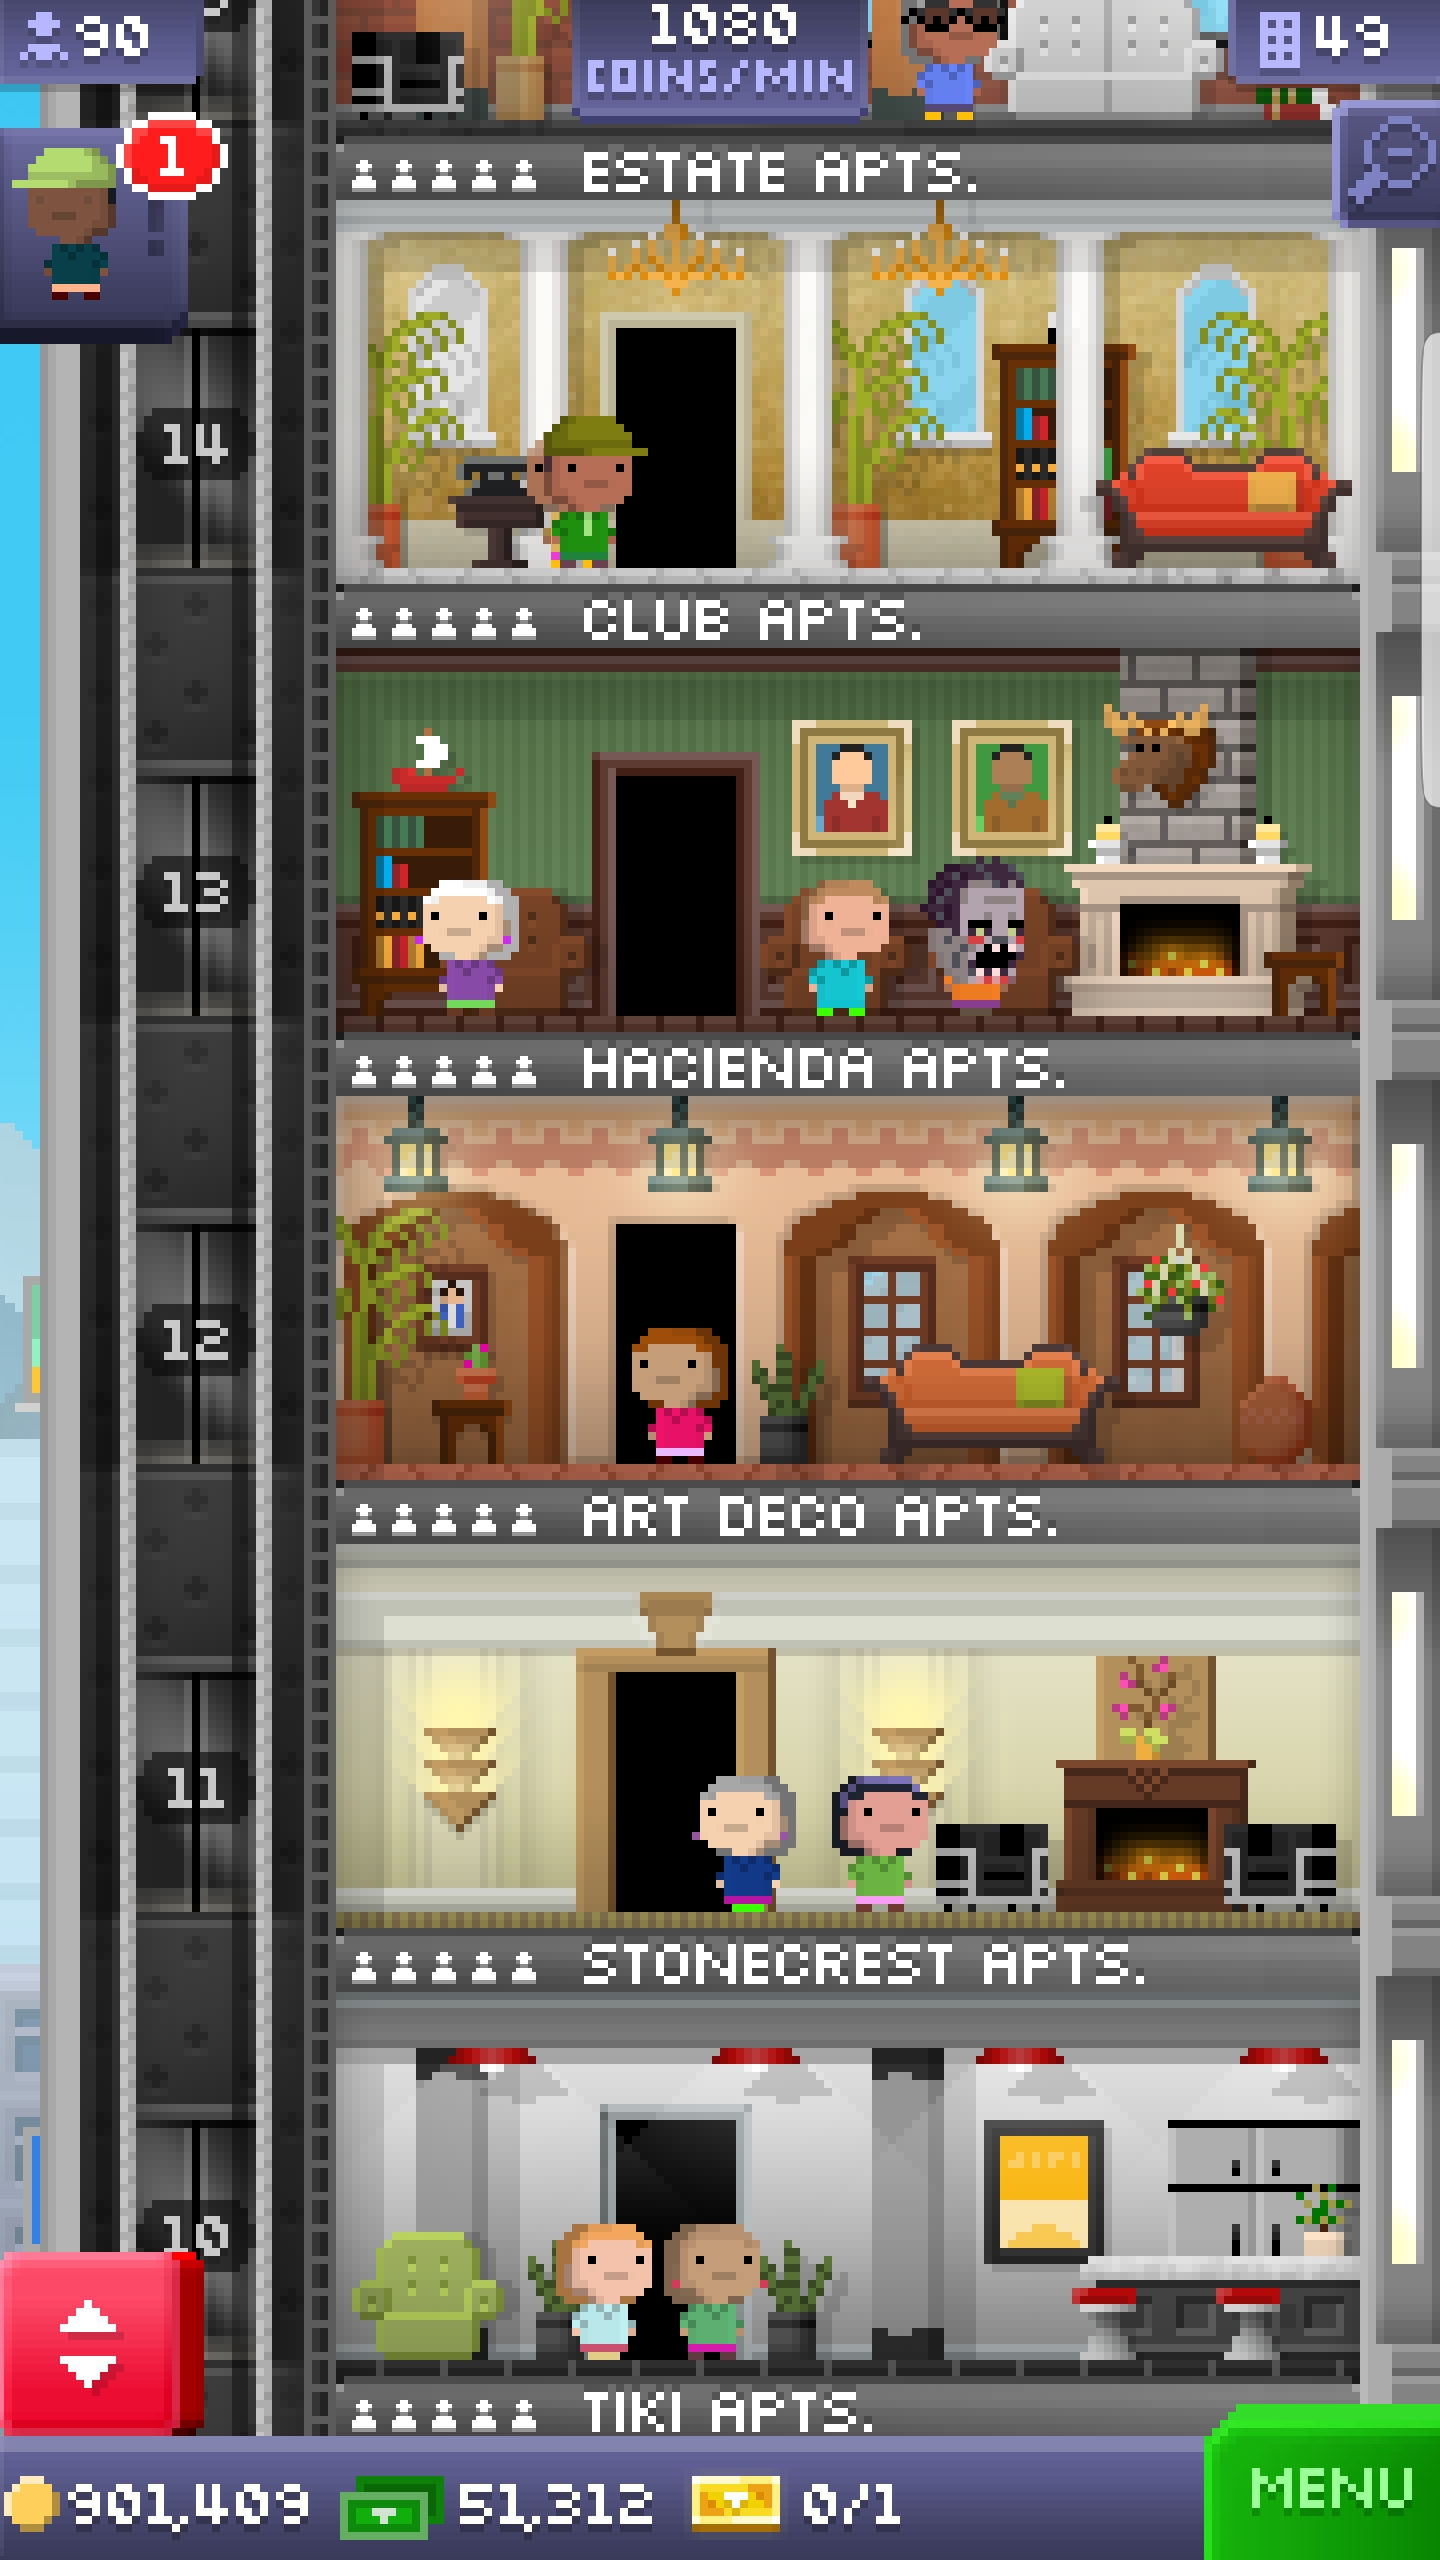 90
1080
COINS/MIN
49
1
ESTATE APTS.
14
CLUB APTS.
13
HACIENDA APTS.
12
ART DECO APTS.
11
STONECREST APTS.
10
TIKI APTS.
901,409
51,312
0/1
MENU